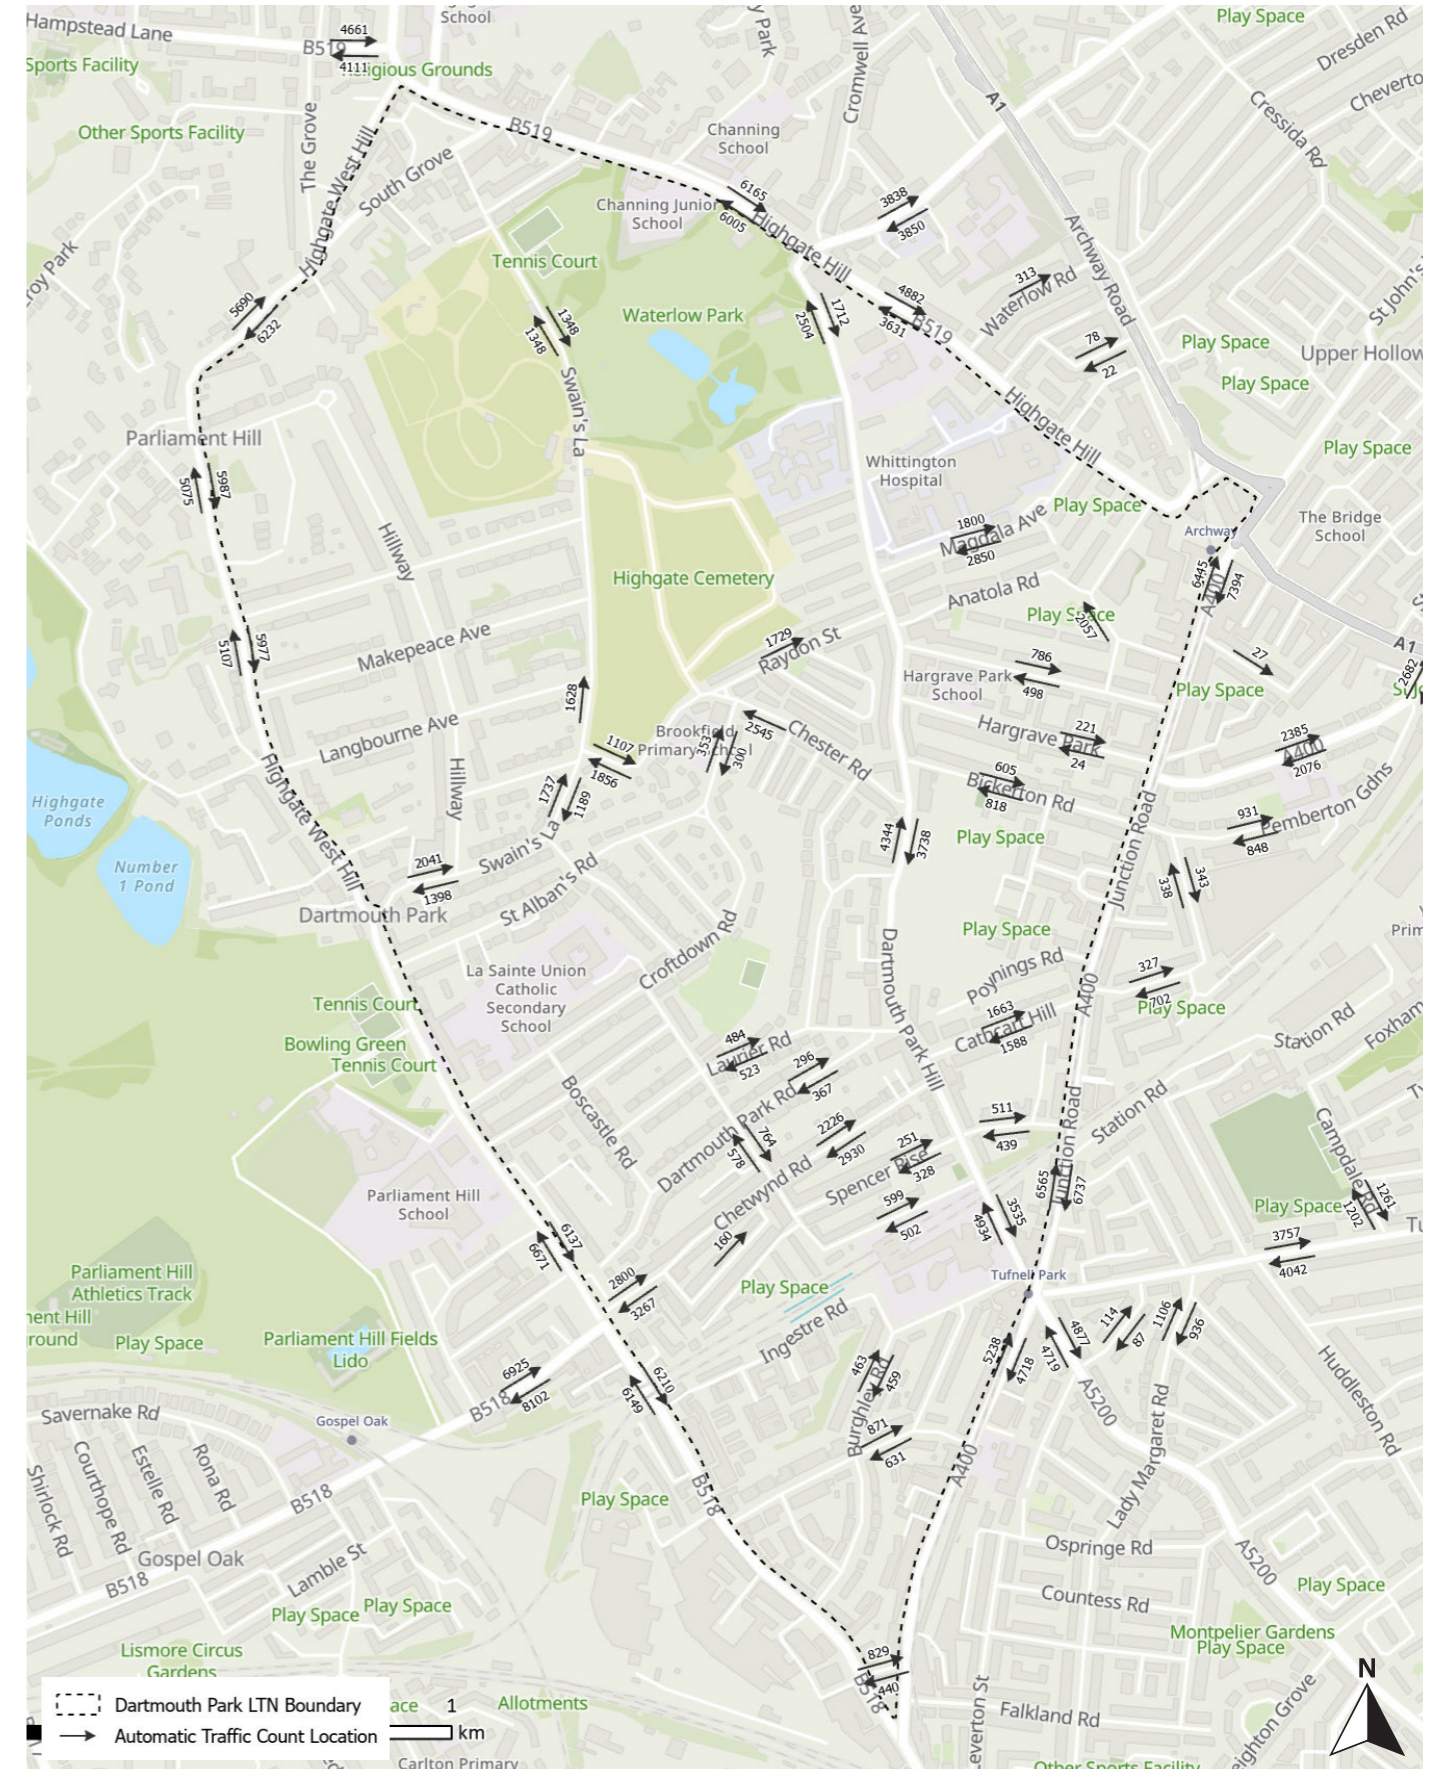 Hampstead Lane
School
Play Space
4661
B519
4111
Religious Grounds
Sports Facility
Other Sports Facility
The Grove
Highgate West Hill
South Grove
B519
Channing
School
Cromwell Ave
A1
Dresden Rd
Cressida Rd
Archway Road
6165
6005
Highgate Hill
3838
3850
Channing Junior
School
Tennis Court
Waterlow Park
5690
6232
1348
1348
Swain's La
1712
2504
4882
3631
B519
313
Waterlow Rd
78
22
Play Space
Play Space
Play Space
Highgate Hill
Parliament Hill
5075
5987
Hillway
Whittington
Hospital
Play Space
Archway
The Bridge
School
1800
Magdala Ave
2850
Anatola Rd
Highgate Cemetery
6445
A400
7394
Play Space
2057
A1
2682
27
Play Space
5107
5977
Makepeace Ave
1729
Raydon St
Hargrave Park
School
786
498
Langbourne Ave
1628
Brookfield
Primary School
353
300
2545
Chester Rd
Hargrave Park
221
24
2385
A400
2076
1107
1856
1737
1189
605
Bickerton Rd
818
Play Space
931
Pemberton Gdns
848
Highgate
Ponds
Number
1 Pond
Highgate West Hill
Hillway
2041
1398
Swain's La
St Alban's Rd
4344
3738
Junction Road
338
343
Dartmouth Park
Croftdown Rd
Play Space
Dartmouth Park Hill
Poynings Rd
A400
327
702
Play Space
La Sainte Union
Catholic
Secondary
School
Tennis Court
Bowling Green
Tennis Court
1663
Cathcart Hill
1588
Station Rd
484
Laurier Rd
523
296
367
Dartmouth Park Rd
Boscastle Rd
764
578
2226
2930
Chetwynd Rd
251
Spencer Rise
328
511
439
Junction Road
Station Rd
Campdale Rd
6565
6737
599
502
4934
3535
1261
1202
Play Space
3757
4042
Parliament Hill
School
6137
6671
160
2800
3267
Play Space
Tufnell Park
Parliament Hill
Athletics Track
Play Space
Parliament Hill Fields
Lido
Ingestre Rd
5238
4718
4877
4719
114
87
1106
936
6925
B518
8102
6210
6149
463
459
Burghley Rd
871
631
A5200
Huddleston Rd
Savernake Rd
Gospel Oak
Shirlock Rd
Courthope Rd
Estelle Rd
Rona Rd
B518
Gospel Oak
B518
Lamble St
Play Space
Play Space
Play Space
B518
A400
Lady Margaret Rd
Ospringe Rd
Countess Rd
A5200
Play Space
Montpelier Gardens
Play Space
Lismore Circus
Gardens
829
440
B518
Leverton St
Falkland Rd
Allotments
Carlton Primary
Other Sports Facility
Dartmouth Park LTN Boundary
Automatic Traffic Count Location
1
km
N